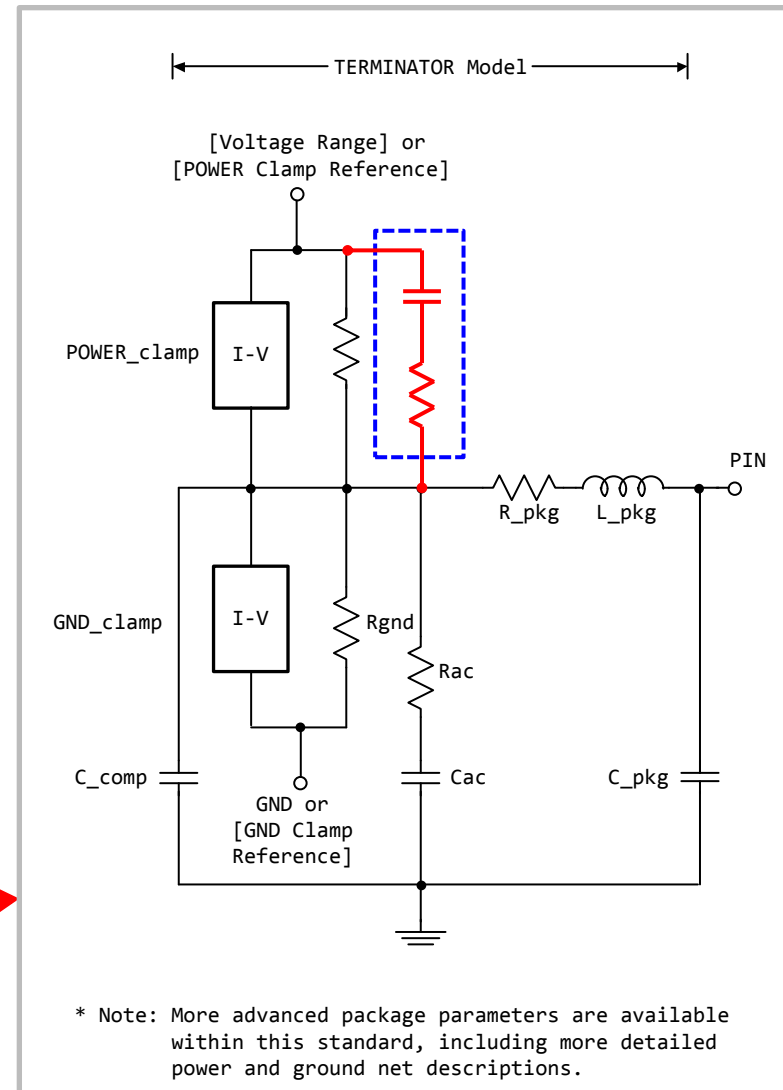 TERMINATOR Model
[Voltage Range] or
[POWER Clamp Reference]
POWER_clamp
I-V
PIN
R_pkg
L_pkg
GND_clamp
I-V
Rgnd
Rac
C_comp
Cac
C_pkg
GND or
[GND Clamp
Reference]
* Note: More advanced package parameters are available
within this standard, including more detailed
power and ground net descriptions.